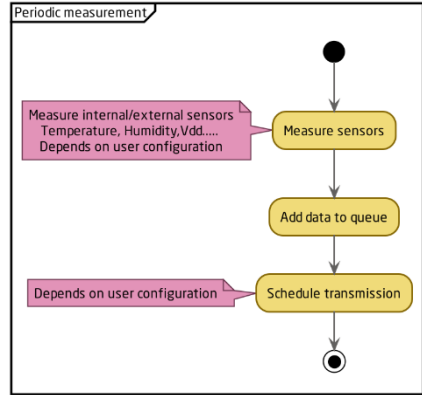 Periodic measurement
Measure internal/external sensors
Temperature, Humidity,Vdd.....
Depends on user configuration
Measure sensors
Add data to queue
Depends on user configuration
Schedule transmission